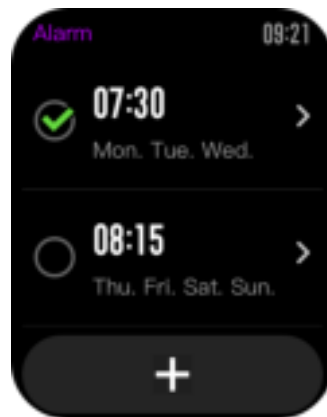 Alarm 09:21
07:30
Mon. Tue. Wed.
08:15
Thu. Fri. Sat. Sun.
+